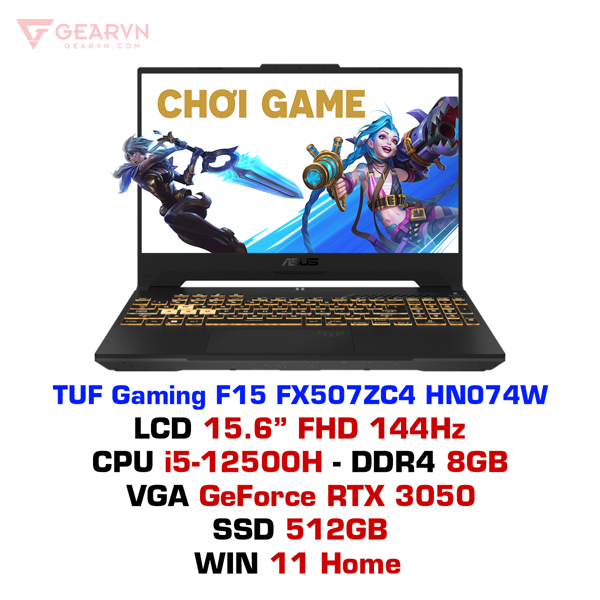 GEARVN
GEARVN.COM
CHƠI GAME
ASUS
TUF Gaming F15 FX507ZC4 HN074W
LCD 15.6” FHD 144Hz
CPU i5-12500H - DDR4 8GB
VGA GeForce RTX 3050
SSD 512GB
WIN 11 Home